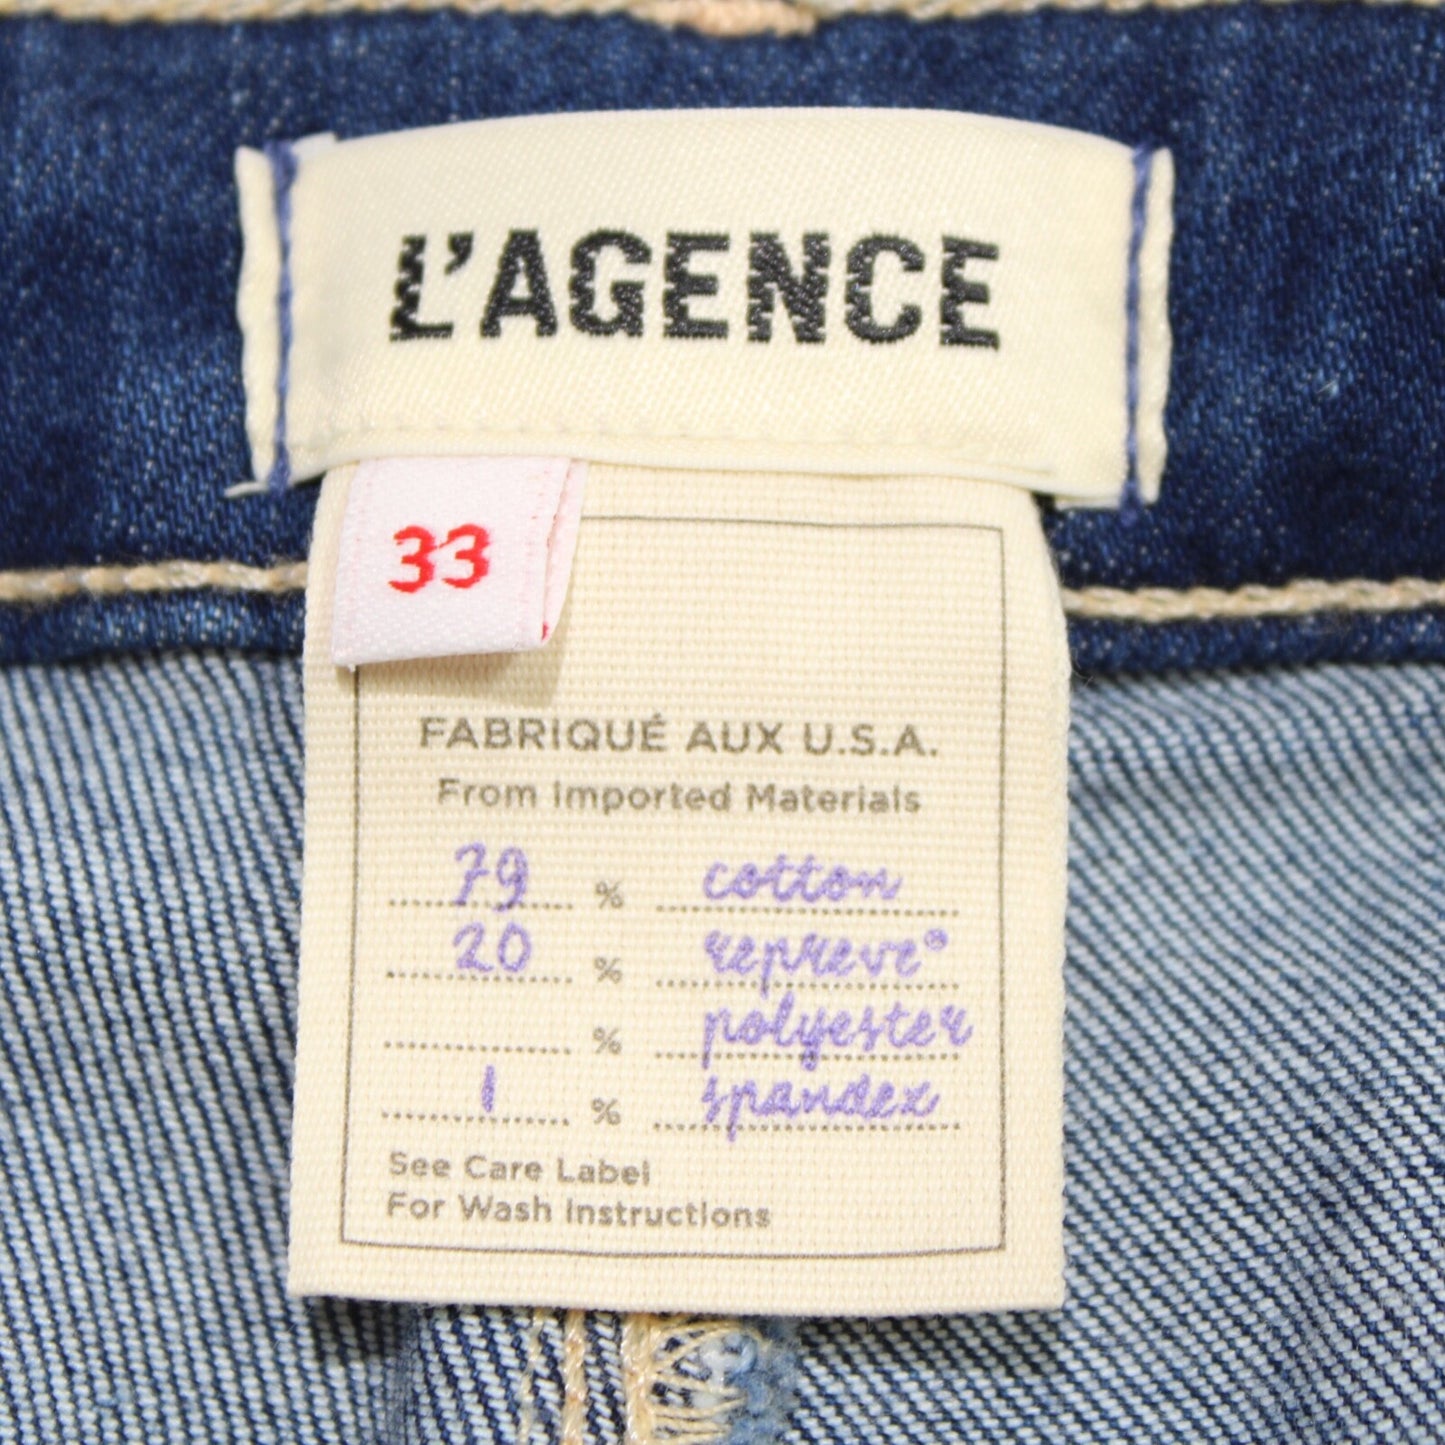 L'AGENCE
33
FABRIQUÉ AUX U.S.A.
From Imported Materials
79 % cotton
20 % repreve®
% polyester
1 % spandex
See Care Label
For Wash Instructions